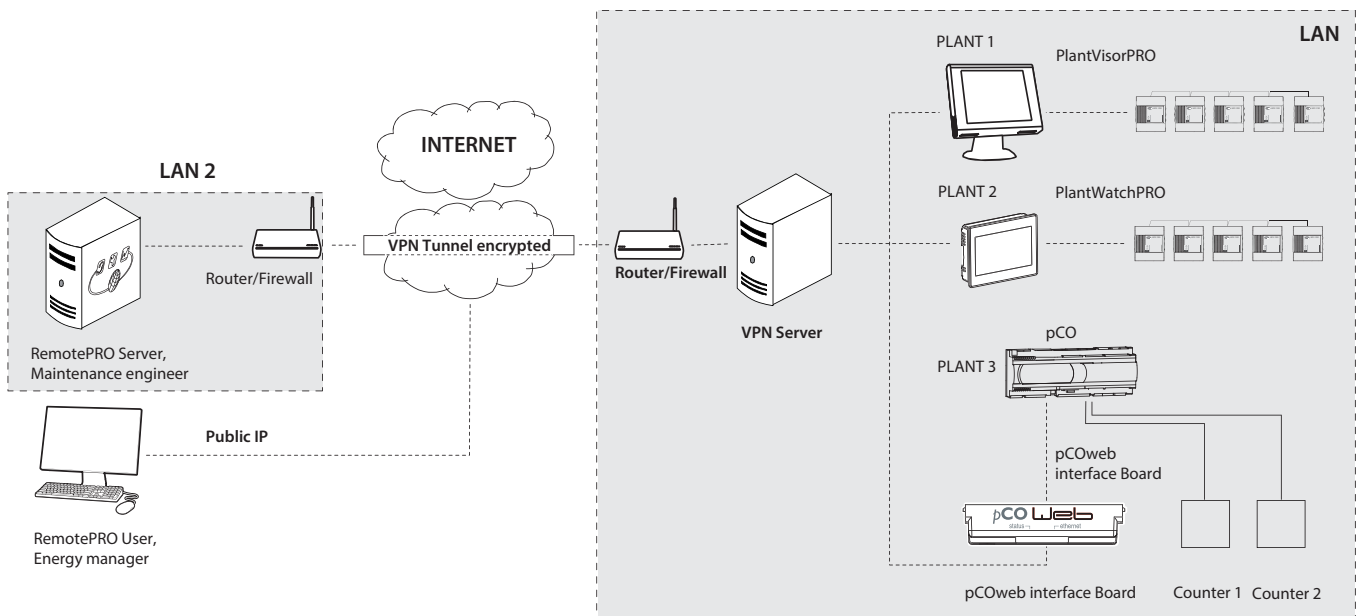 LAN
PLANT 1
PlantVisorPRO
INTERNET
LAN 2
PLANT 2
PlantWatchPRO
VPN Tunnel encrypted
Router/Firewall
Router/Firewall
VPN Server
pCO
RemotePRO Server,
Maintenance engineer
PLANT 3
Public IP
pCOweb
interface Board
pCO Web
status
ethernet
RemotePRO User,
Energy manager
pCOweb interface Board
Counter 1
Counter 2